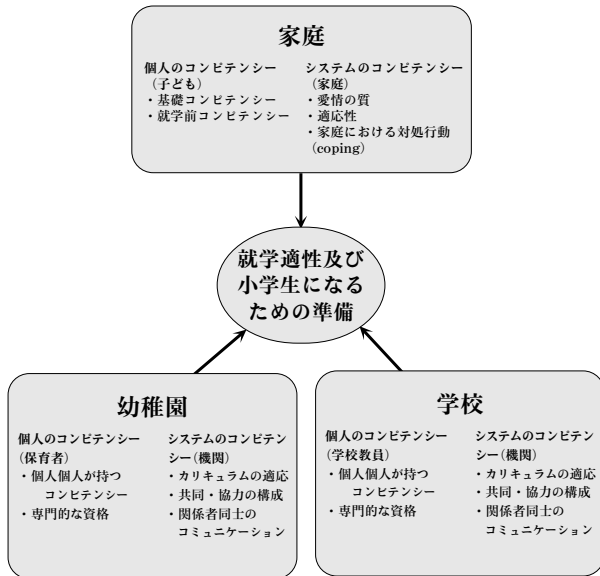 家庭
個人のコンピテンシー
（子ども）
・基礎コンピテンシー
・就学前コンピテンシー
システムのコンピテンシー
（家庭）
・愛情の質
・適応性
・家庭における対処行動
(coping)
就学適性及び
小学生になる
ための準備
幼稚園
個人のコンピテンシー
(保育者)
・個人個人が持つ
コンピテンシー
・専門的な資格
システムのコンピテン
シー(機関)
・カリキュラムの適応
・共同・協力の構成
・関係者同士の
コミュニケーション
学校
個人のコンピテンシー
(学校教員)
・個人個人が持つ
コンピテンシー
・専門的な資格
システムのコンピテン
シー(機関)
・カリキュラムの適応
・共同・協力の構成
・関係者同士の
コミュニケーション